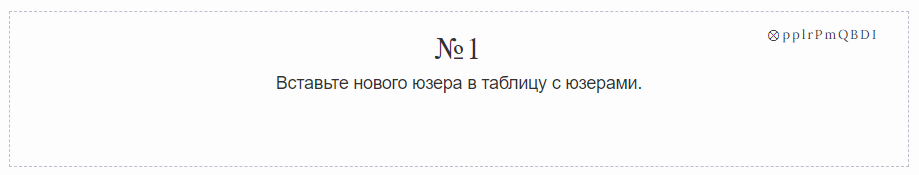 №1
⊗pplrPmQBDI
Вставьте нового юзера в таблицу с юзерами.